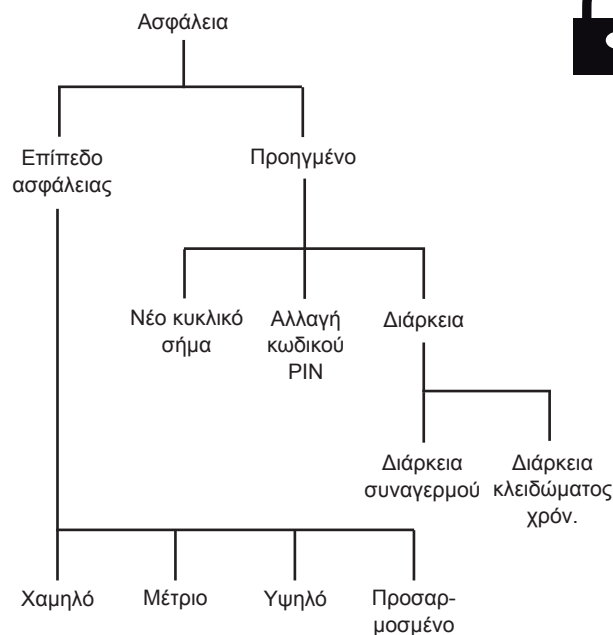 Ασφάλεια
Επίπεδο
ασφάλειας
Προηγμένο
Νέο κυκλικό
σήμα
Αλλαγή
κωδικού
PIN
Διάρκεια
Διάρκεια
συναγερμού
Διάρκεια
κλειδώματος
χρόν.
Χαμηλό
Μέτριο
Υψηλό
Προσαρ-
μοσμένο